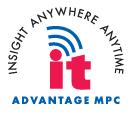 INSIGHT ANYWHERE ANYTIME
it
ADVANTAGE MPC